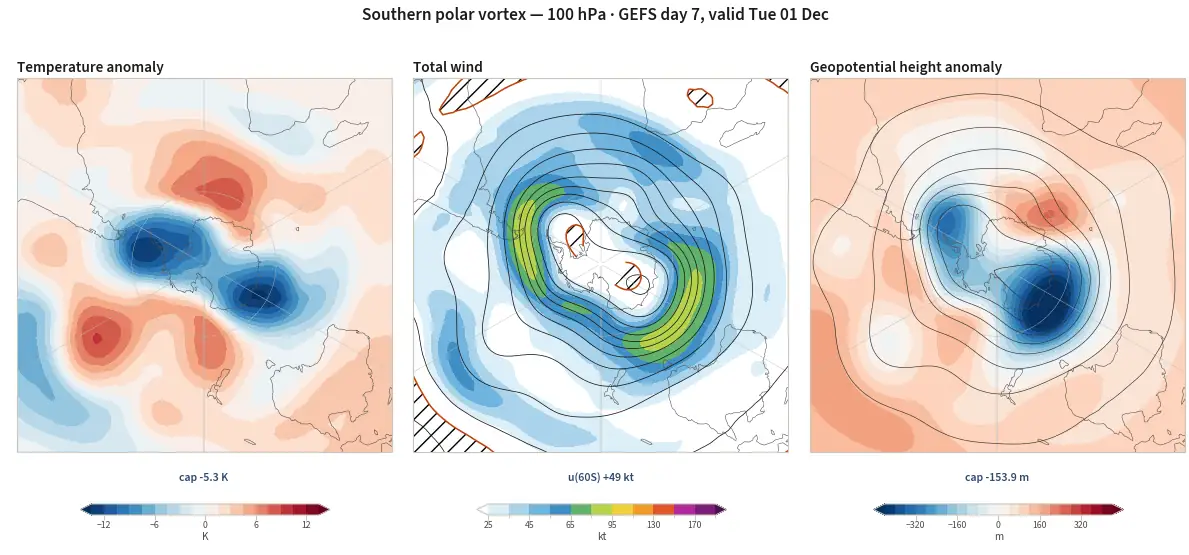 Southern polar vortex — 100 hPa · GEFS day 7, valid Tue 01 Dec
Temperature anomaly
Total wind
Geopotential height anomaly
cap -5.3 K
u(60S) +49 kt
cap -153.9 m
−12 −6 0 6 12
K
25 45 65 95 130 170
kt
−320 −160 0 160 320
m